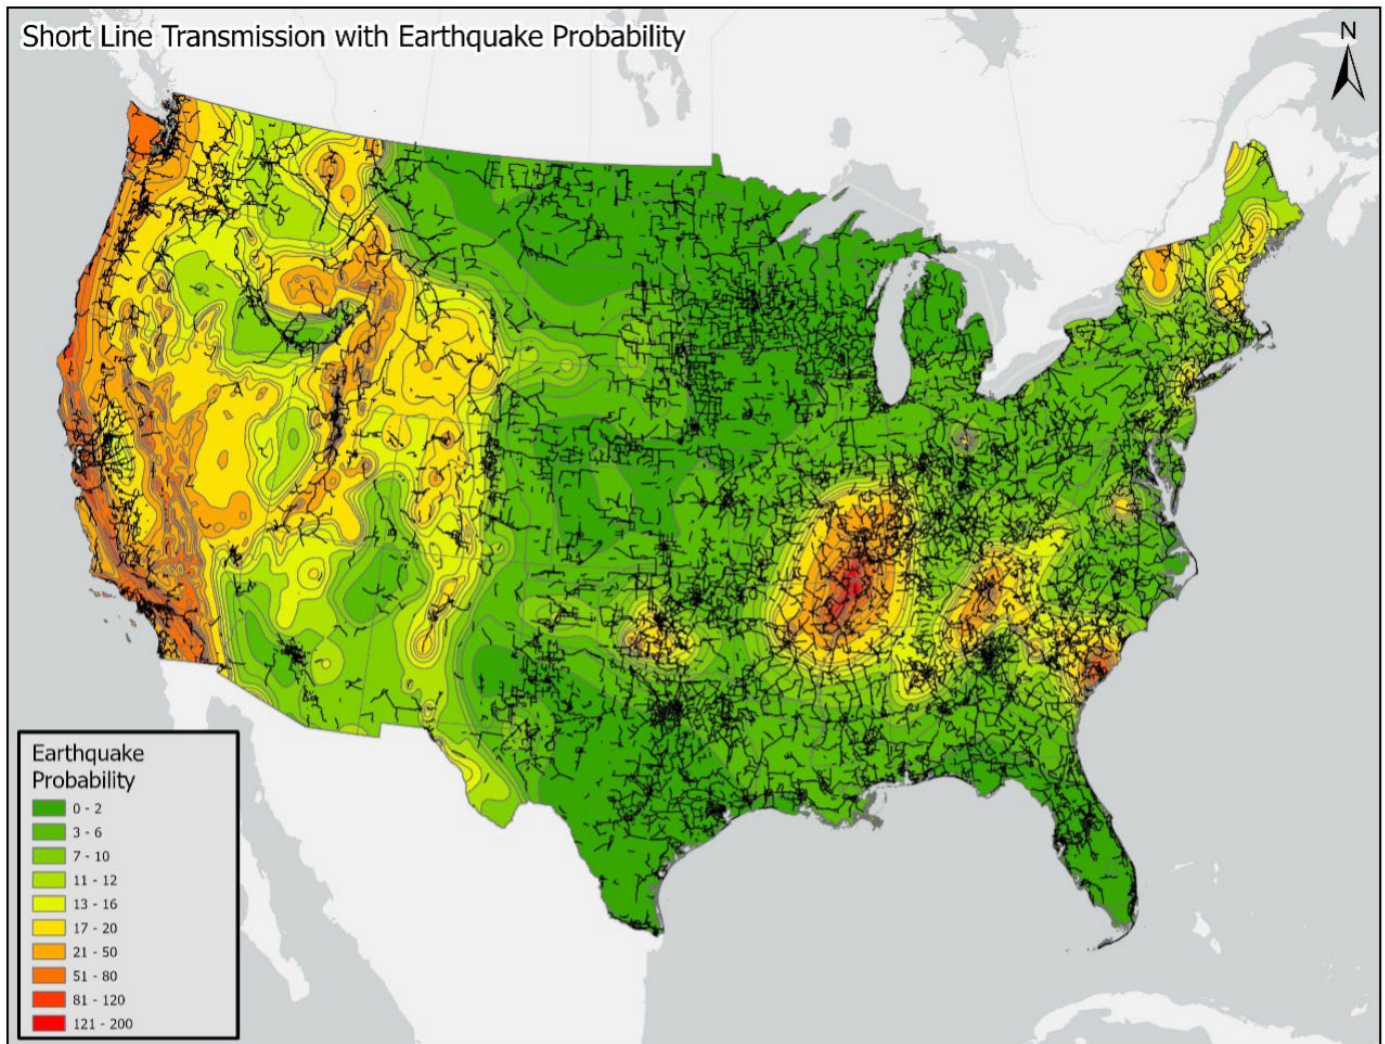 Short Line Transmission with Earthquake Probability
N
Earthquake
Probability
0 - 2
3 - 6
7 - 10
11 - 12
13 - 16
17 - 20
21 - 50
51 - 80
81 - 120
121 - 200